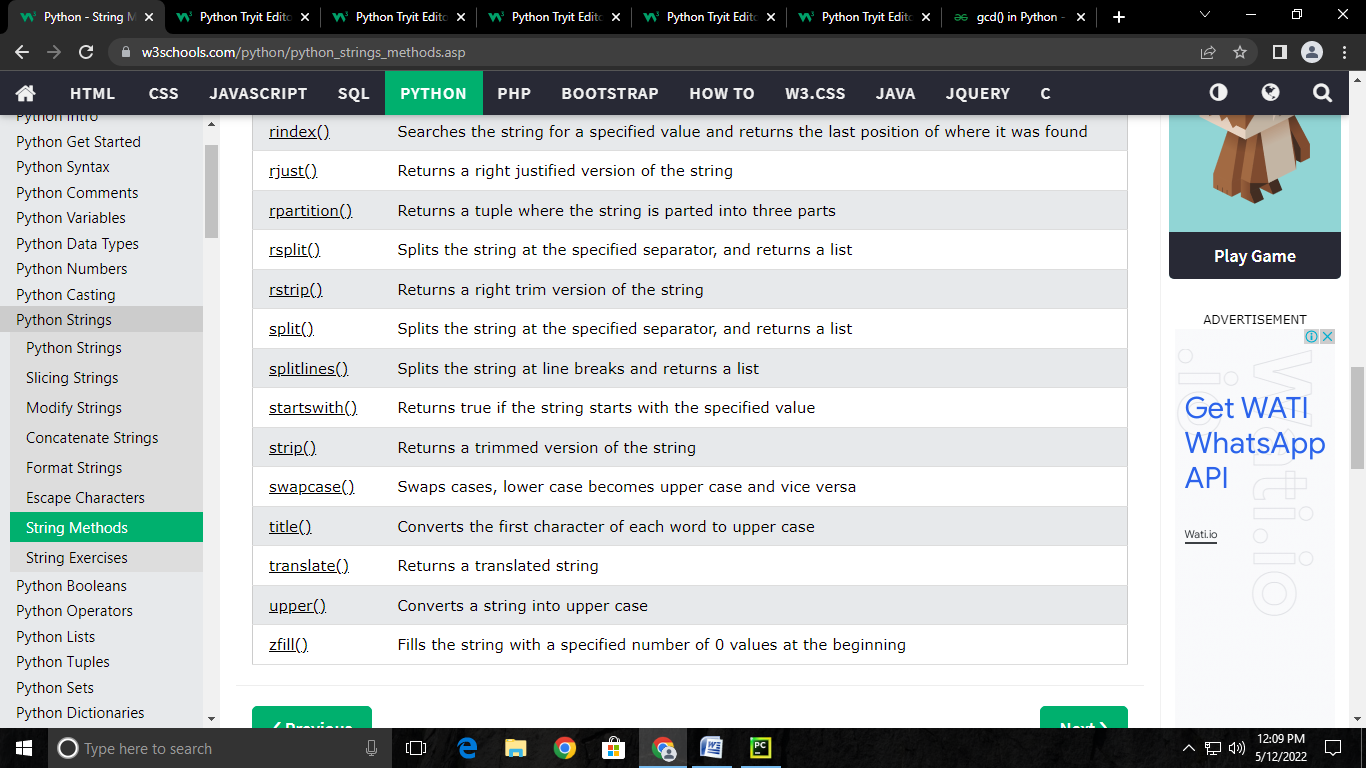 Python - String M
Python Tryit Edito
Python Tryit Edito
Python Tryit Edito
Python Tryit Edito
Python Tryit Edito
gcd() in Python -
w3schools.com/python/python_strings_methods.asp
HTML CSS JAVASCRIPT SQL PYTHON PHP BOOTSTRAP HOW TO W3.CSS JAVA JQUERY C
Python Intro
Python Get Started
Python Syntax
Python Comments
Python Variables
Python Data Types
Python Numbers
Python Casting
Python Strings
Python Strings
Slicing Strings
Modify Strings
Concatenate Strings
Format Strings
Escape Characters
String Methods
String Exercises
Python Booleans
Python Operators
Python Lists
Python Tuples
Python Sets
Python Dictionaries
rindex() Searches the string for a specified value and returns the last position of where it was found
rjust() Returns a right justified version of the string
rpartition() Returns a tuple where the string is parted into three parts
rsplit() Splits the string at the specified separator, and returns a list
rstrip() Returns a right trim version of the string
split() Splits the string at the specified separator, and returns a list
splitlines() Splits the string at line breaks and returns a list
startswith() Returns true if the string starts with the specified value
strip() Returns a trimmed version of the string
swapcase() Swaps cases, lower case becomes upper case and vice versa
title() Converts the first character of each word to upper case
translate() Returns a translated string
upper() Converts a string into upper case
zfill() Fills the string with a specified number of 0 values at the beginning
❮ Previous
Next ❯
Play Game
ADVERTISEMENT
Get WATI
WhatsApp
API
Wati.io
wati.io
.io
Type here to search
12:09 PM
5/12/2022